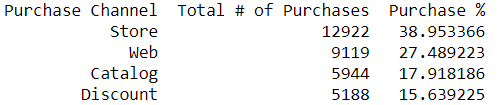 Purchase Channel Total # of Purchases Purchase %
Store 12922 38.953366
Web 9119 27.489223
Catalog 5944 17.918186
Discount 5188 15.639225